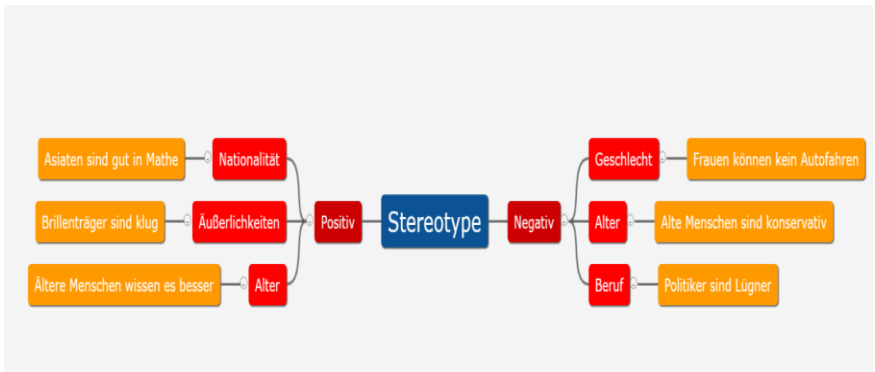 Asiaten sind gut in Mathe
Nationalität
Geschlecht
Frauen können kein Autofahren
Brillenträger sind klug
Äußerlichkeiten
Positiv
Stereotype
Negativ
Alter
Alte Menschen sind konservativ
Ältere Menschen wissen es besser
Alter
Beruf
Politiker sind Lügner